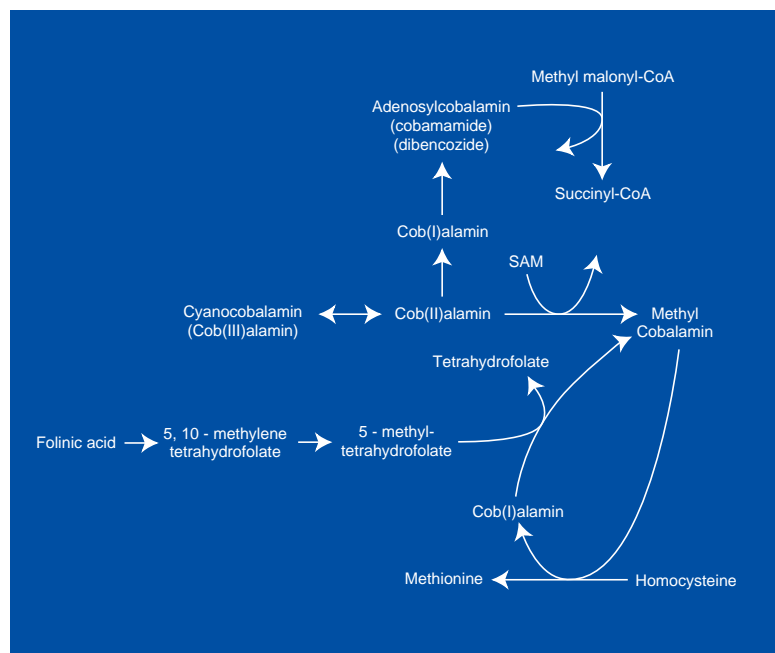 Methyl malonyl-CoA
Adenosylcobalamin
(cobamamide)
(dibencozide)
Succinyl-CoA
Cob(I)alamin
SAM
Cyanocobalamin
(Cob(III)alamin)
Cob(II)alamin
Methyl
Cobalamin
Tetrahydrofolate
Folinic acid
5, 10 - methylene
tetrahydrofolate
5 - methyl-
tetrahydrofolate
Cob(I)alamin
Methionine
Homocysteine